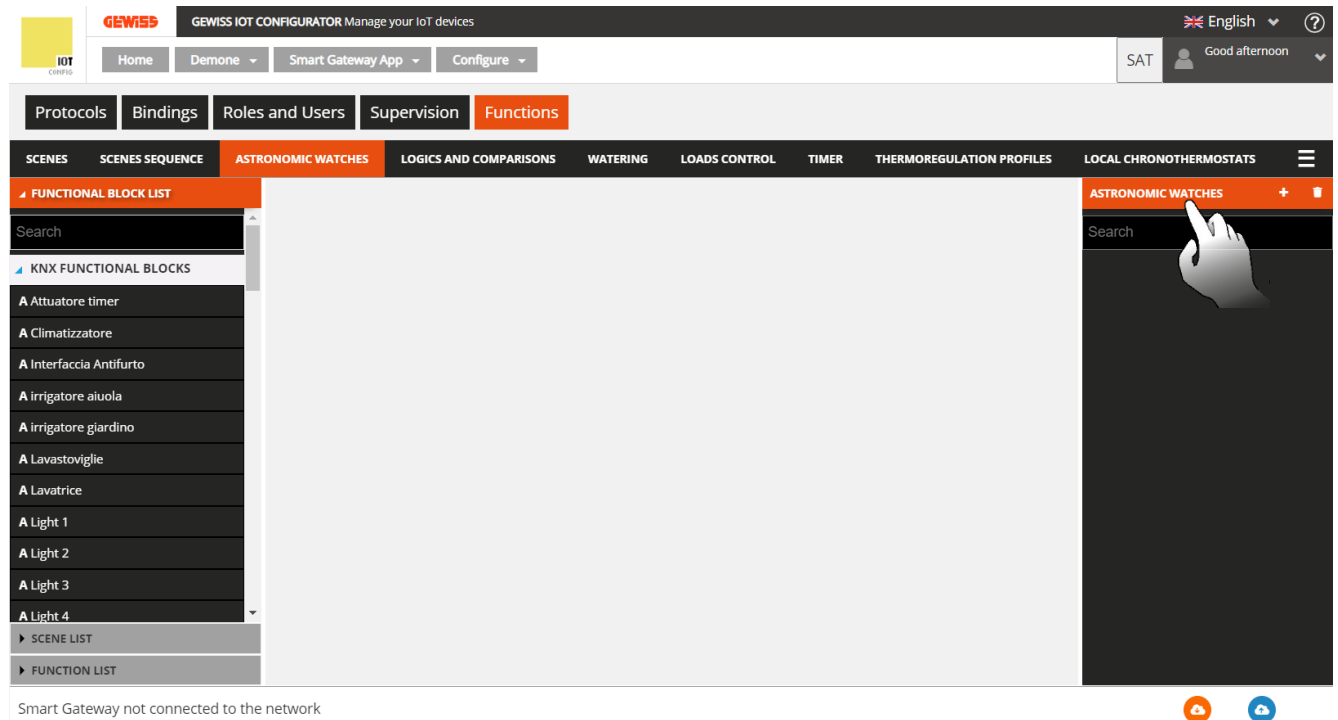 GEWISS
GEWISS IOT CONFIGURATOR Manage your IoT devices
English
?
IOT
CONFIG
Home
Demone
Smart Gateway App
Configure
SAT
Good afternoon
Protocols
Bindings
Roles and Users
Supervision
Functions
SCENES
SCENES SEQUENCE
ASTRONOMIC WATCHES
LOGICS AND COMPARISONS
WATERING
LOADS CONTROL
TIMER
THERMOREGULATION PROFILES
LOCAL CHRONOTHERMOSTATS
FUNCTIONAL BLOCK LIST
Search
KNX FUNCTIONAL BLOCKS
A Attuatore timer
A Climatizzatore
A Interfaccia Antifurto
A irrigatore aiuola
A irrigatore giardino
A Lavastoviglie
A Lavatrice
A Light 1
A Light 2
A Light 3
A Light 4
SCENE LIST
FUNCTION LIST
ASTRONOMIC WATCHES
Search
Smart Gateway not connected to the network